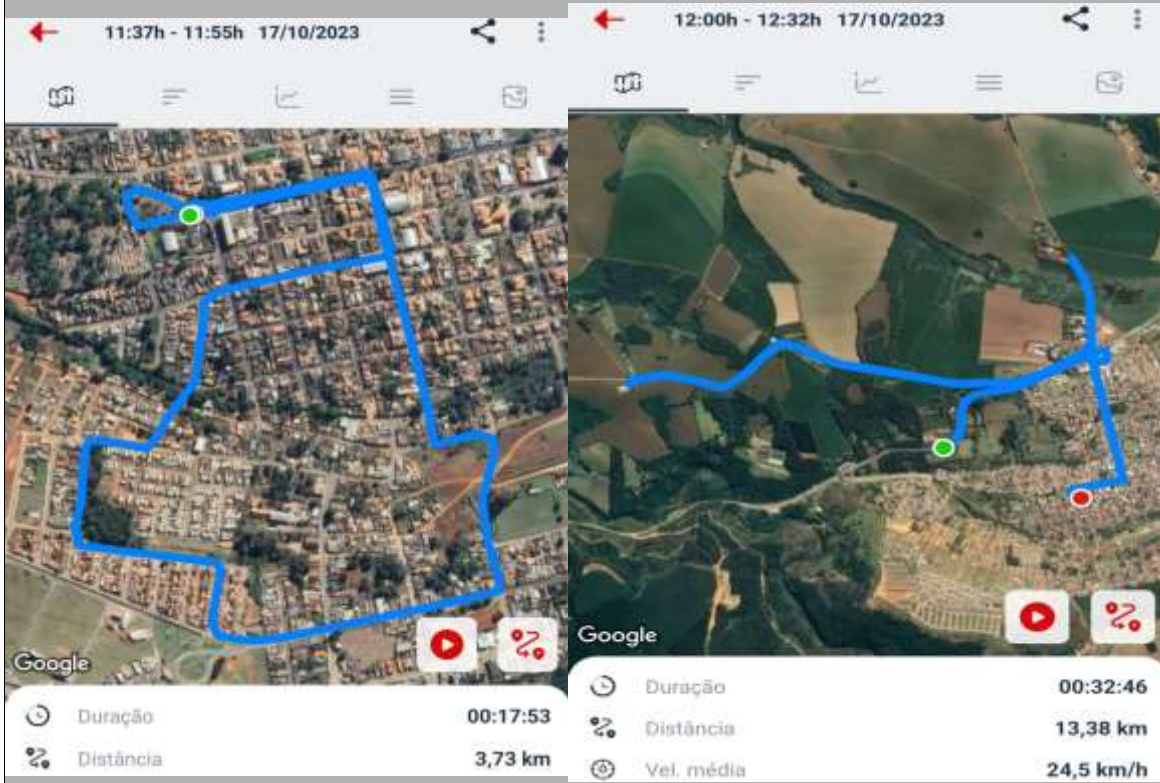 11:37h - 11:55h 17/10/2023
Google
Duração 00:17:53
Distância 3,73 km
12:00h - 12:32h 17/10/2023
Google
Duração 00:32:46
Distância 13,38 km
Vel. média 24,5 km/h